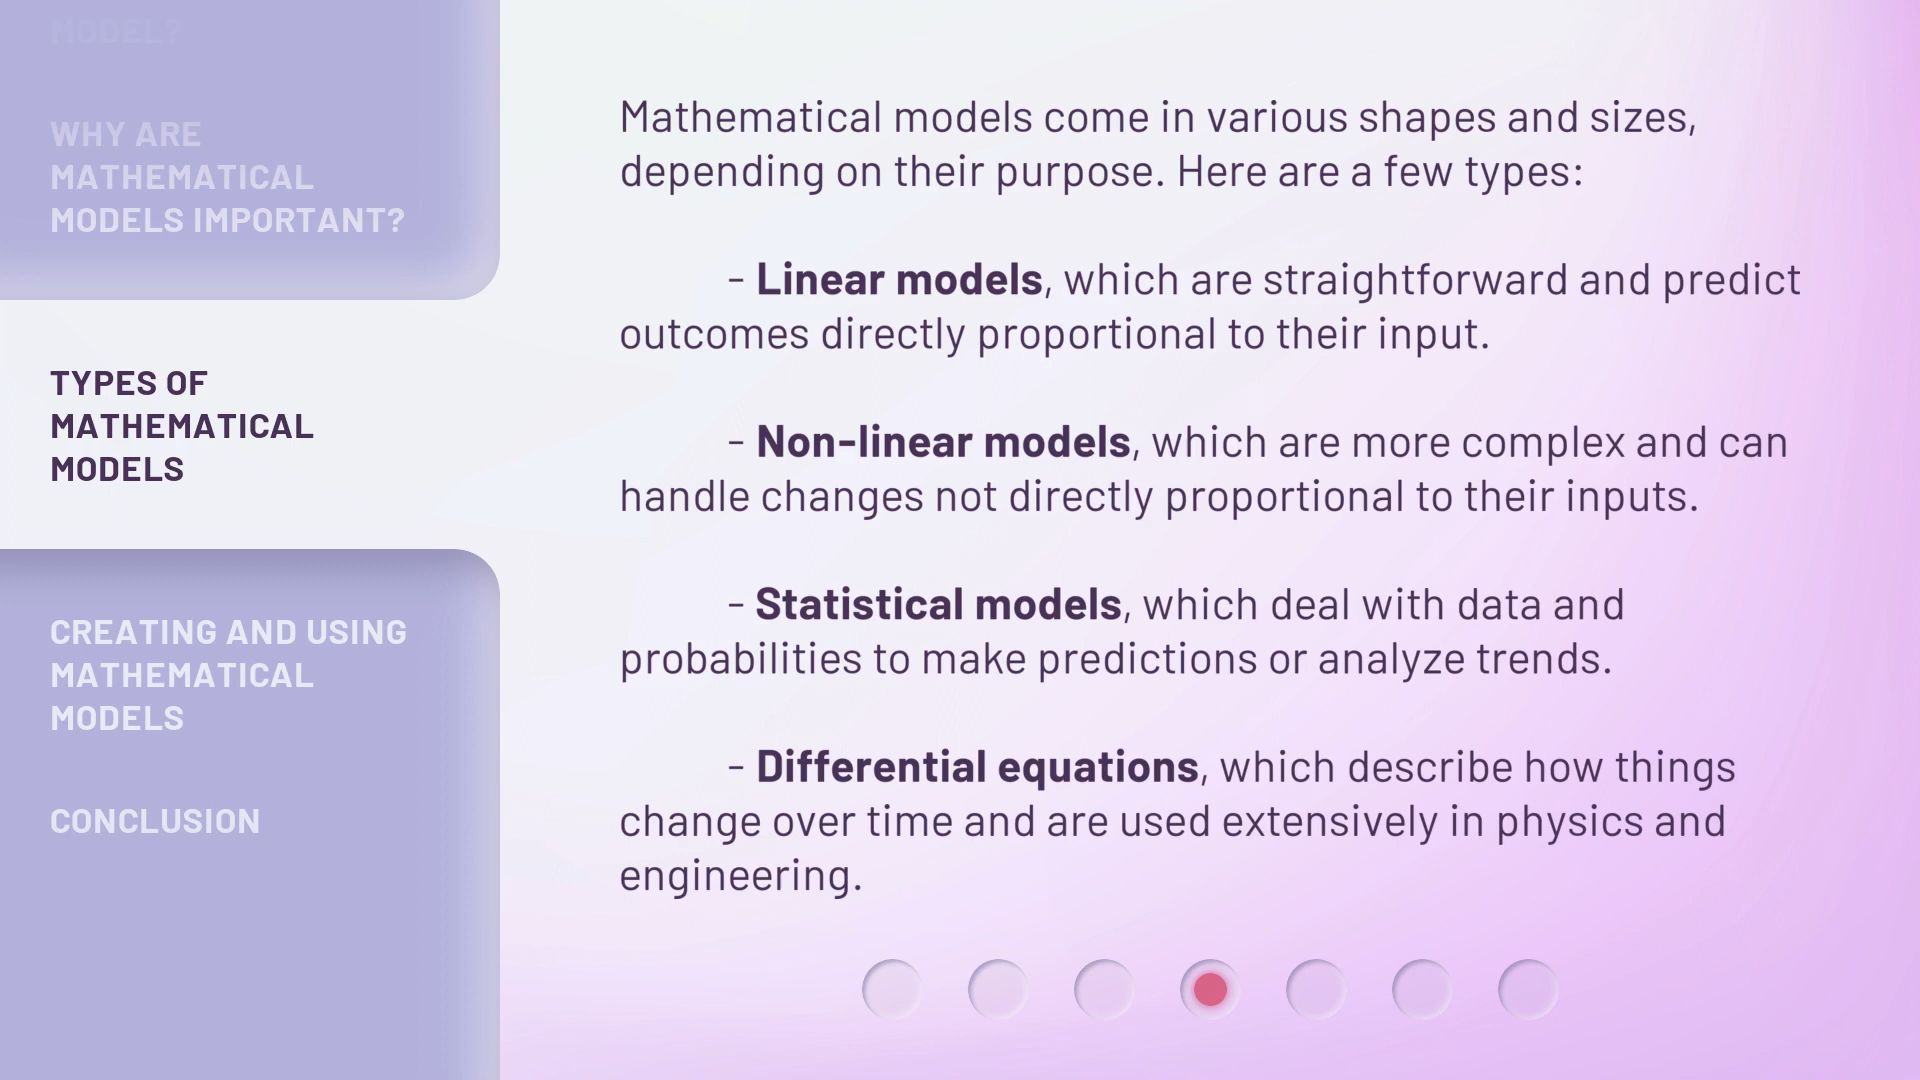 MODEL?
WHY ARE
MATHEMATICAL
MODELS IMPORTANT?
TYPES OF
MATHEMATICAL
MODELS
CREATING AND USING
MATHEMATICAL
MODELS
CONCLUSION
Mathematical models come in various shapes and sizes,
depending on their purpose. Here are a few types:
- Linear models, which are straightforward and predict
outcomes directly proportional to their input.
- Non-linear models, which are more complex and can
handle changes not directly proportional to their inputs.
- Statistical models, which deal with data and
probabilities to make predictions or analyze trends.
- Differential equations, which describe how things
change over time and are used extensively in physics and
engineering.